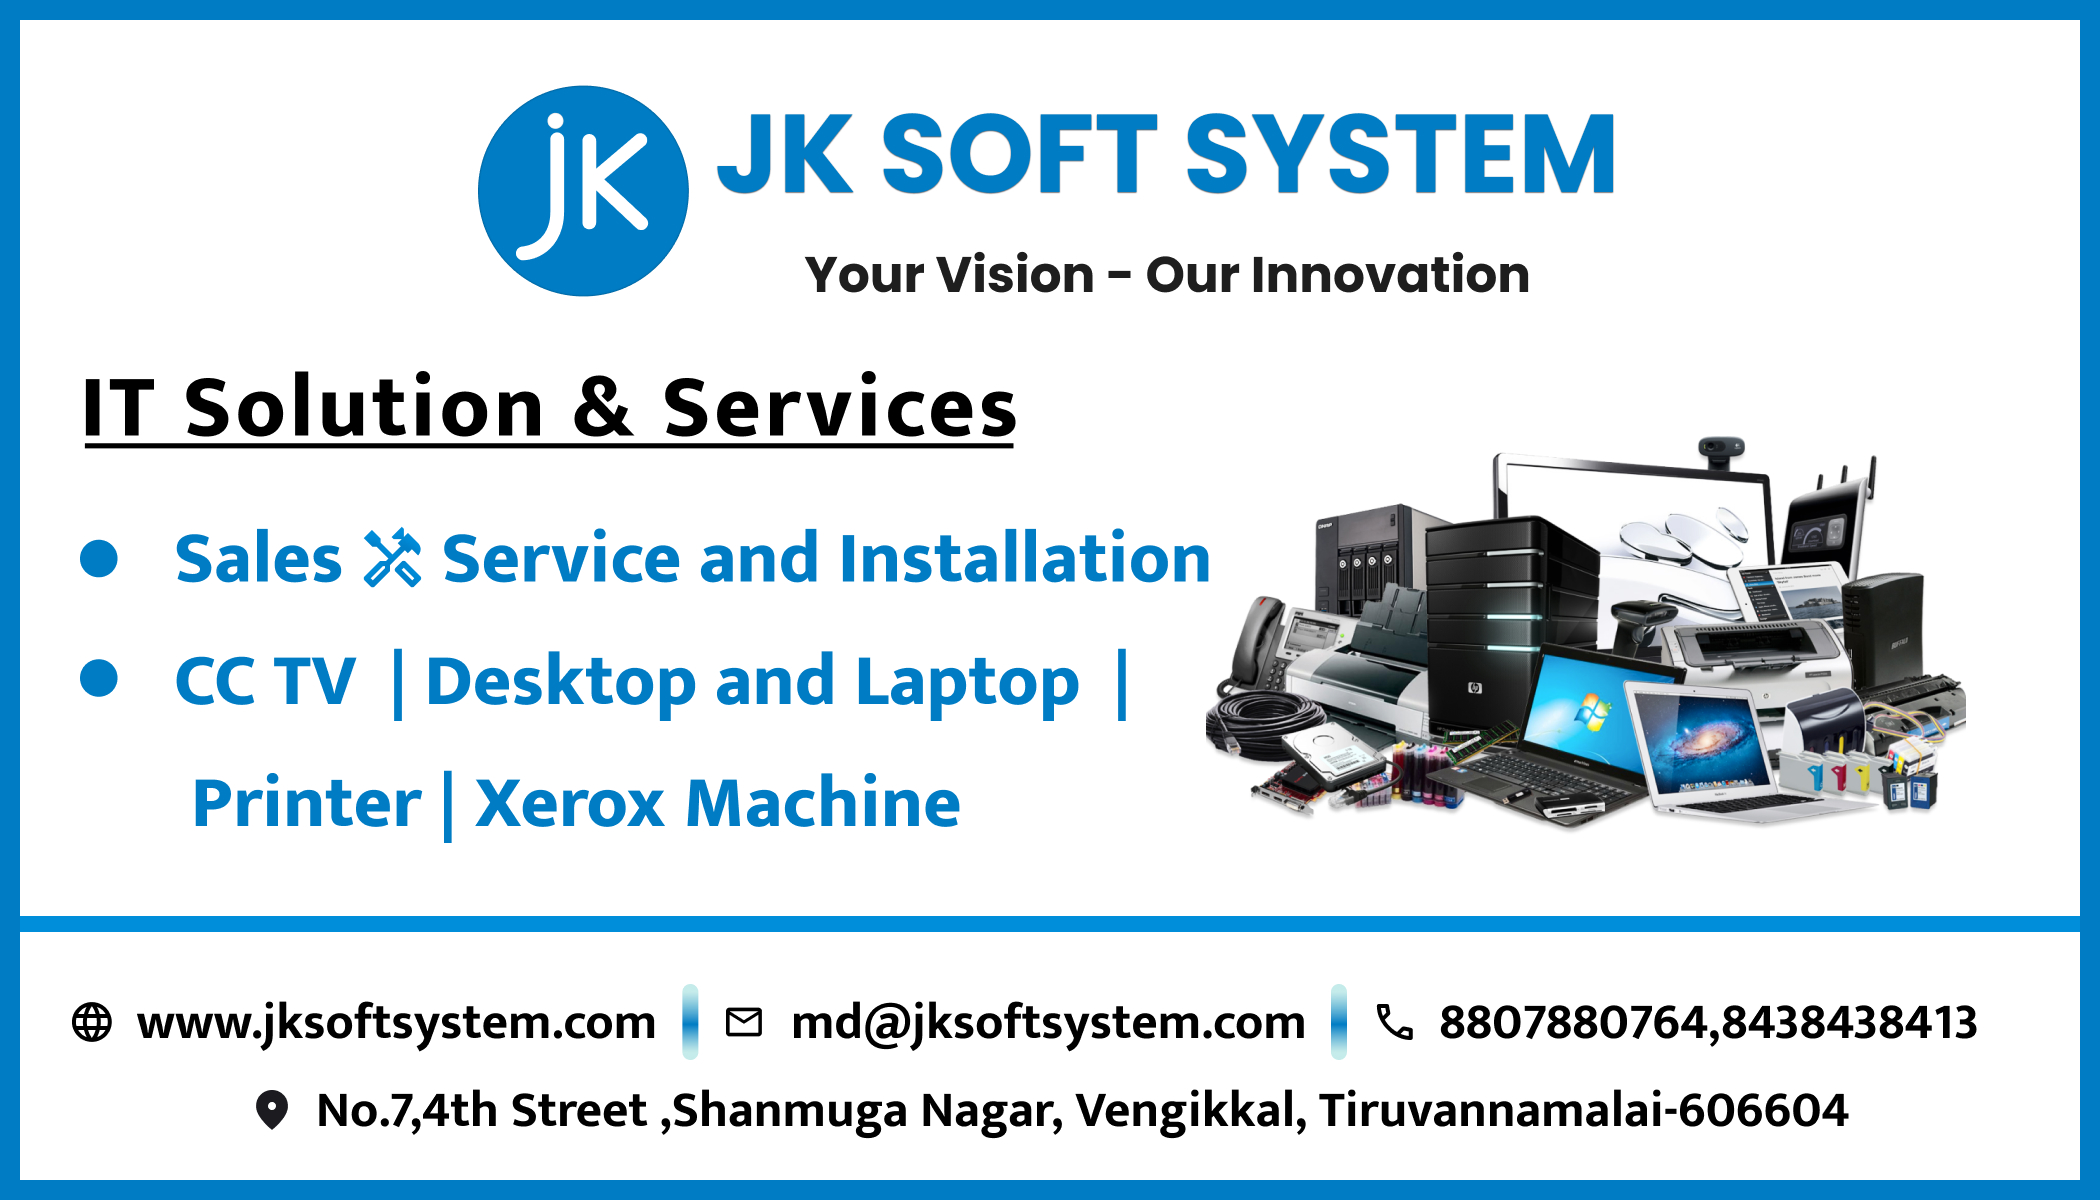 jK
JK SOFT SYSTEM
Your Vision - Our Innovation
IT Solution & Services
Sales Service and Installation
CC TV | Desktop and Laptop |
Printer | Xerox Machine
www.jksoftsystem.com
md@jksoftsystem.com
8807880764,8438438413
No.7,4th Street ,Shanmuga Nagar, Vengikkal, Tiruvannamalai-606604